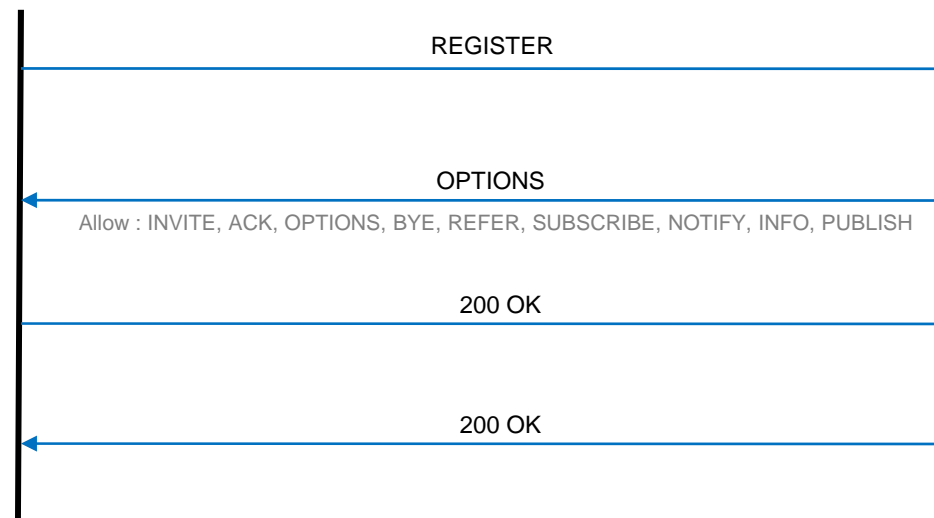 REGISTER
OPTIONS
Allow : INVITE, ACK, OPTIONS, BYE, REFER, SUBSCRIBE, NOTIFY, INFO, PUBLISH
200 OK
200 OK